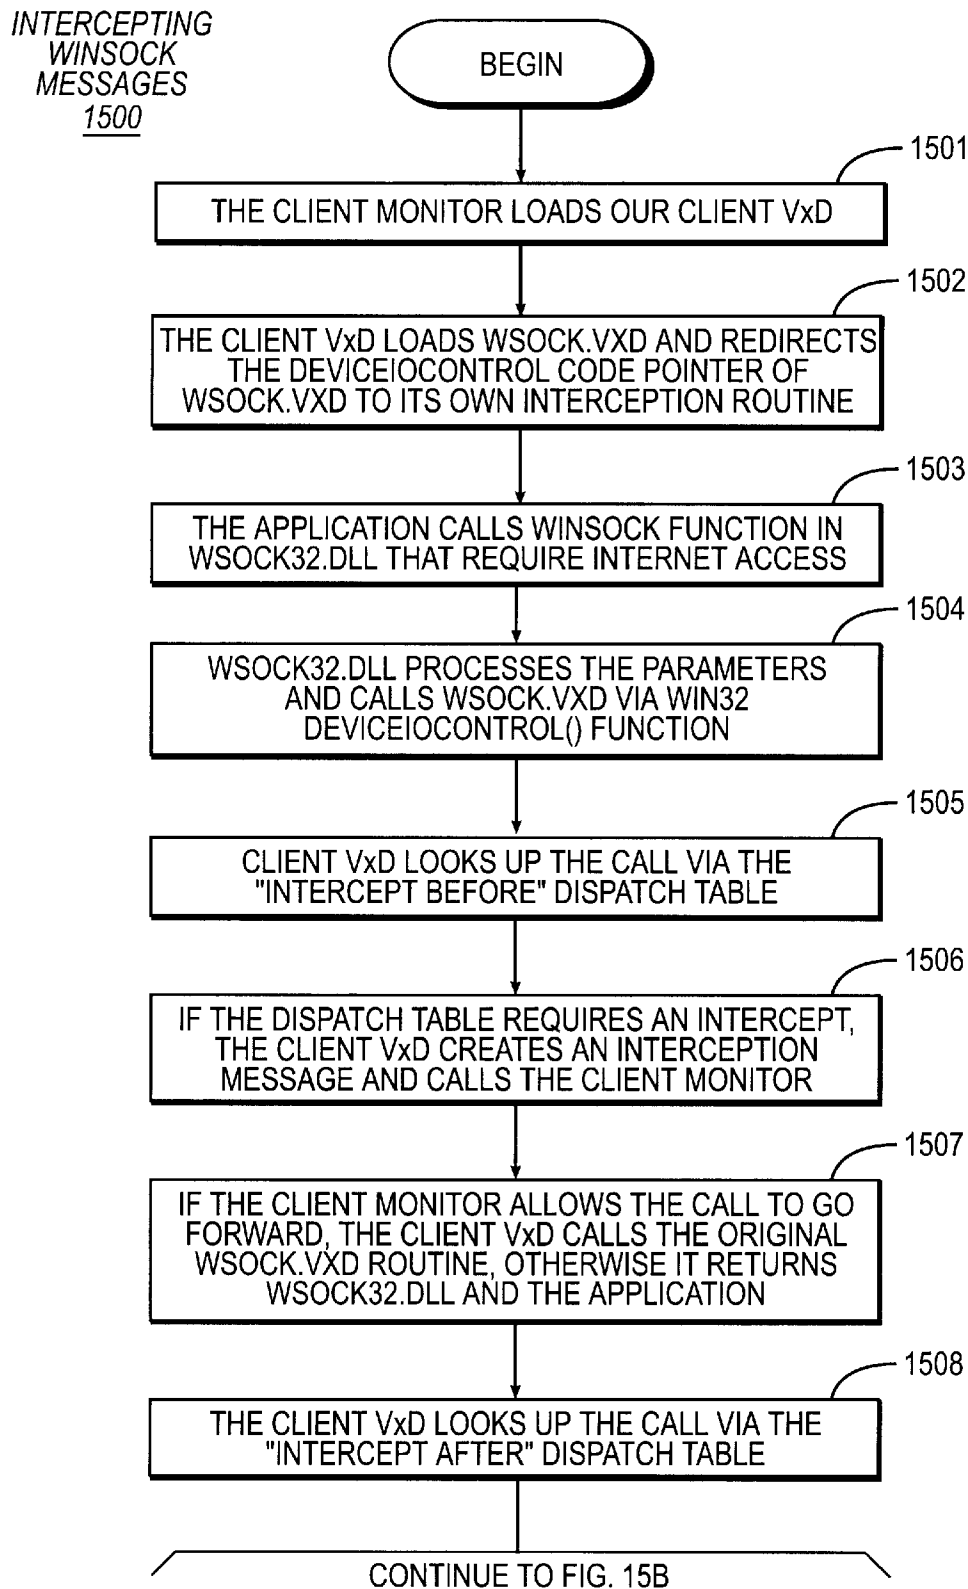 INTERCEPTING
WINSOCK
MESSAGES
1500
BEGIN
1501
THE CLIENT MONITOR LOADS OUR CLIENT VxD
1502
THE CLIENT VxD LOADS WSOCK.VXD AND REDIRECTS
THE DEVICEIOCONTROL CODE POINTER OF
WSOCK.VXD TO ITS OWN INTERCEPTION ROUTINE
1503
THE APPLICATION CALLS WINSOCK FUNCTION IN
WSOCK32.DLL THAT REQUIRE INTERNET ACCESS
1504
WSOCK32.DLL PROCESSES THE PARAMETERS
AND CALLS WSOCK.VXD VIA WIN32
DEVICEIOCONTROL() FUNCTION
1505
CLIENT VxD LOOKS UP THE CALL VIA THE
"INTERCEPT BEFORE" DISPATCH TABLE
1506
IF THE DISPATCH TABLE REQUIRES AN INTERCEPT,
THE CLIENT VxD CREATES AN INTERCEPTION
MESSAGE AND CALLS THE CLIENT MONITOR
1507
IF THE CLIENT MONITOR ALLOWS THE CALL TO GO
FORWARD, THE CLIENT VxD CALLS THE ORIGINAL
WSOCK.VXD ROUTINE, OTHERWISE IT RETURNS
WSOCK32.DLL AND THE APPLICATION
1508
THE CLIENT VxD LOOKS UP THE CALL VIA THE
"INTERCEPT AFTER" DISPATCH TABLE
CONTINUE TO FIG. 15B